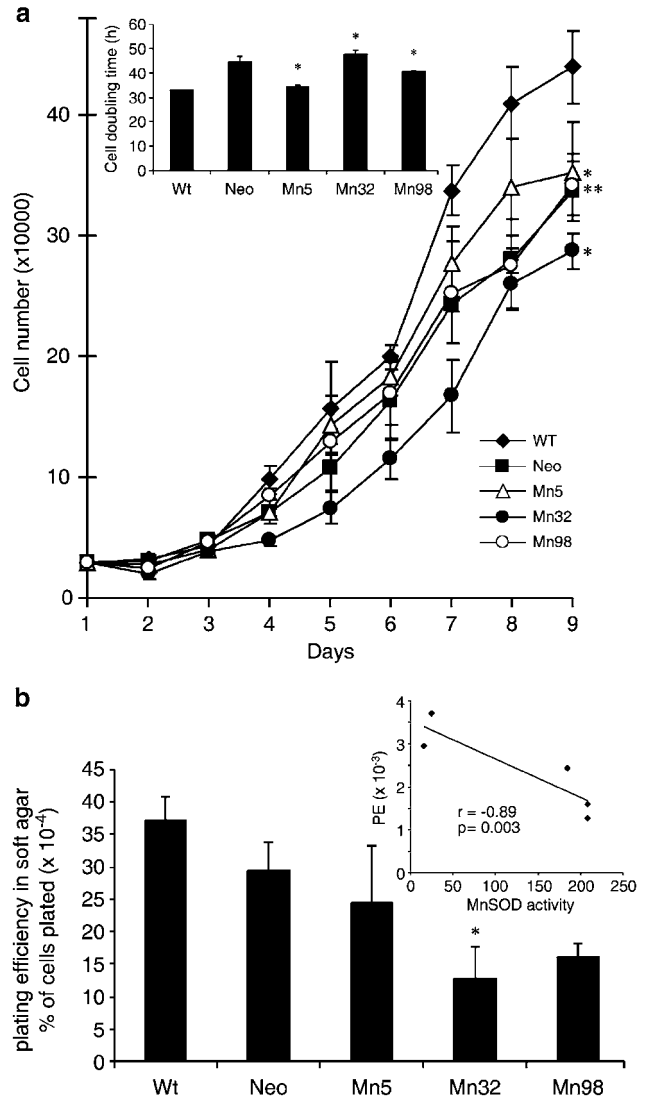 a
Cell doubling time (h)
60
50
40
30
20
10
0
*
*
*
Wt Neo Mn5 Mn32 Mn98
Cell number (x10000)
40
30
20
10
0
*
**
*
WT
Neo
Mn5
Mn32
Mn98
1 2 3 4 5 6 7 8 9
Days
b
plating efficiency in soft agar
% of cells plated (x 10-4)
45
40
35
30
25
20
15
10
5
0
*
Wt Neo Mn5 Mn32 Mn98
PE (x 10-3)
4
3
2
1
0
r = -0.89
p= 0.003
0 50 100 150 200 250
MnSOD activity